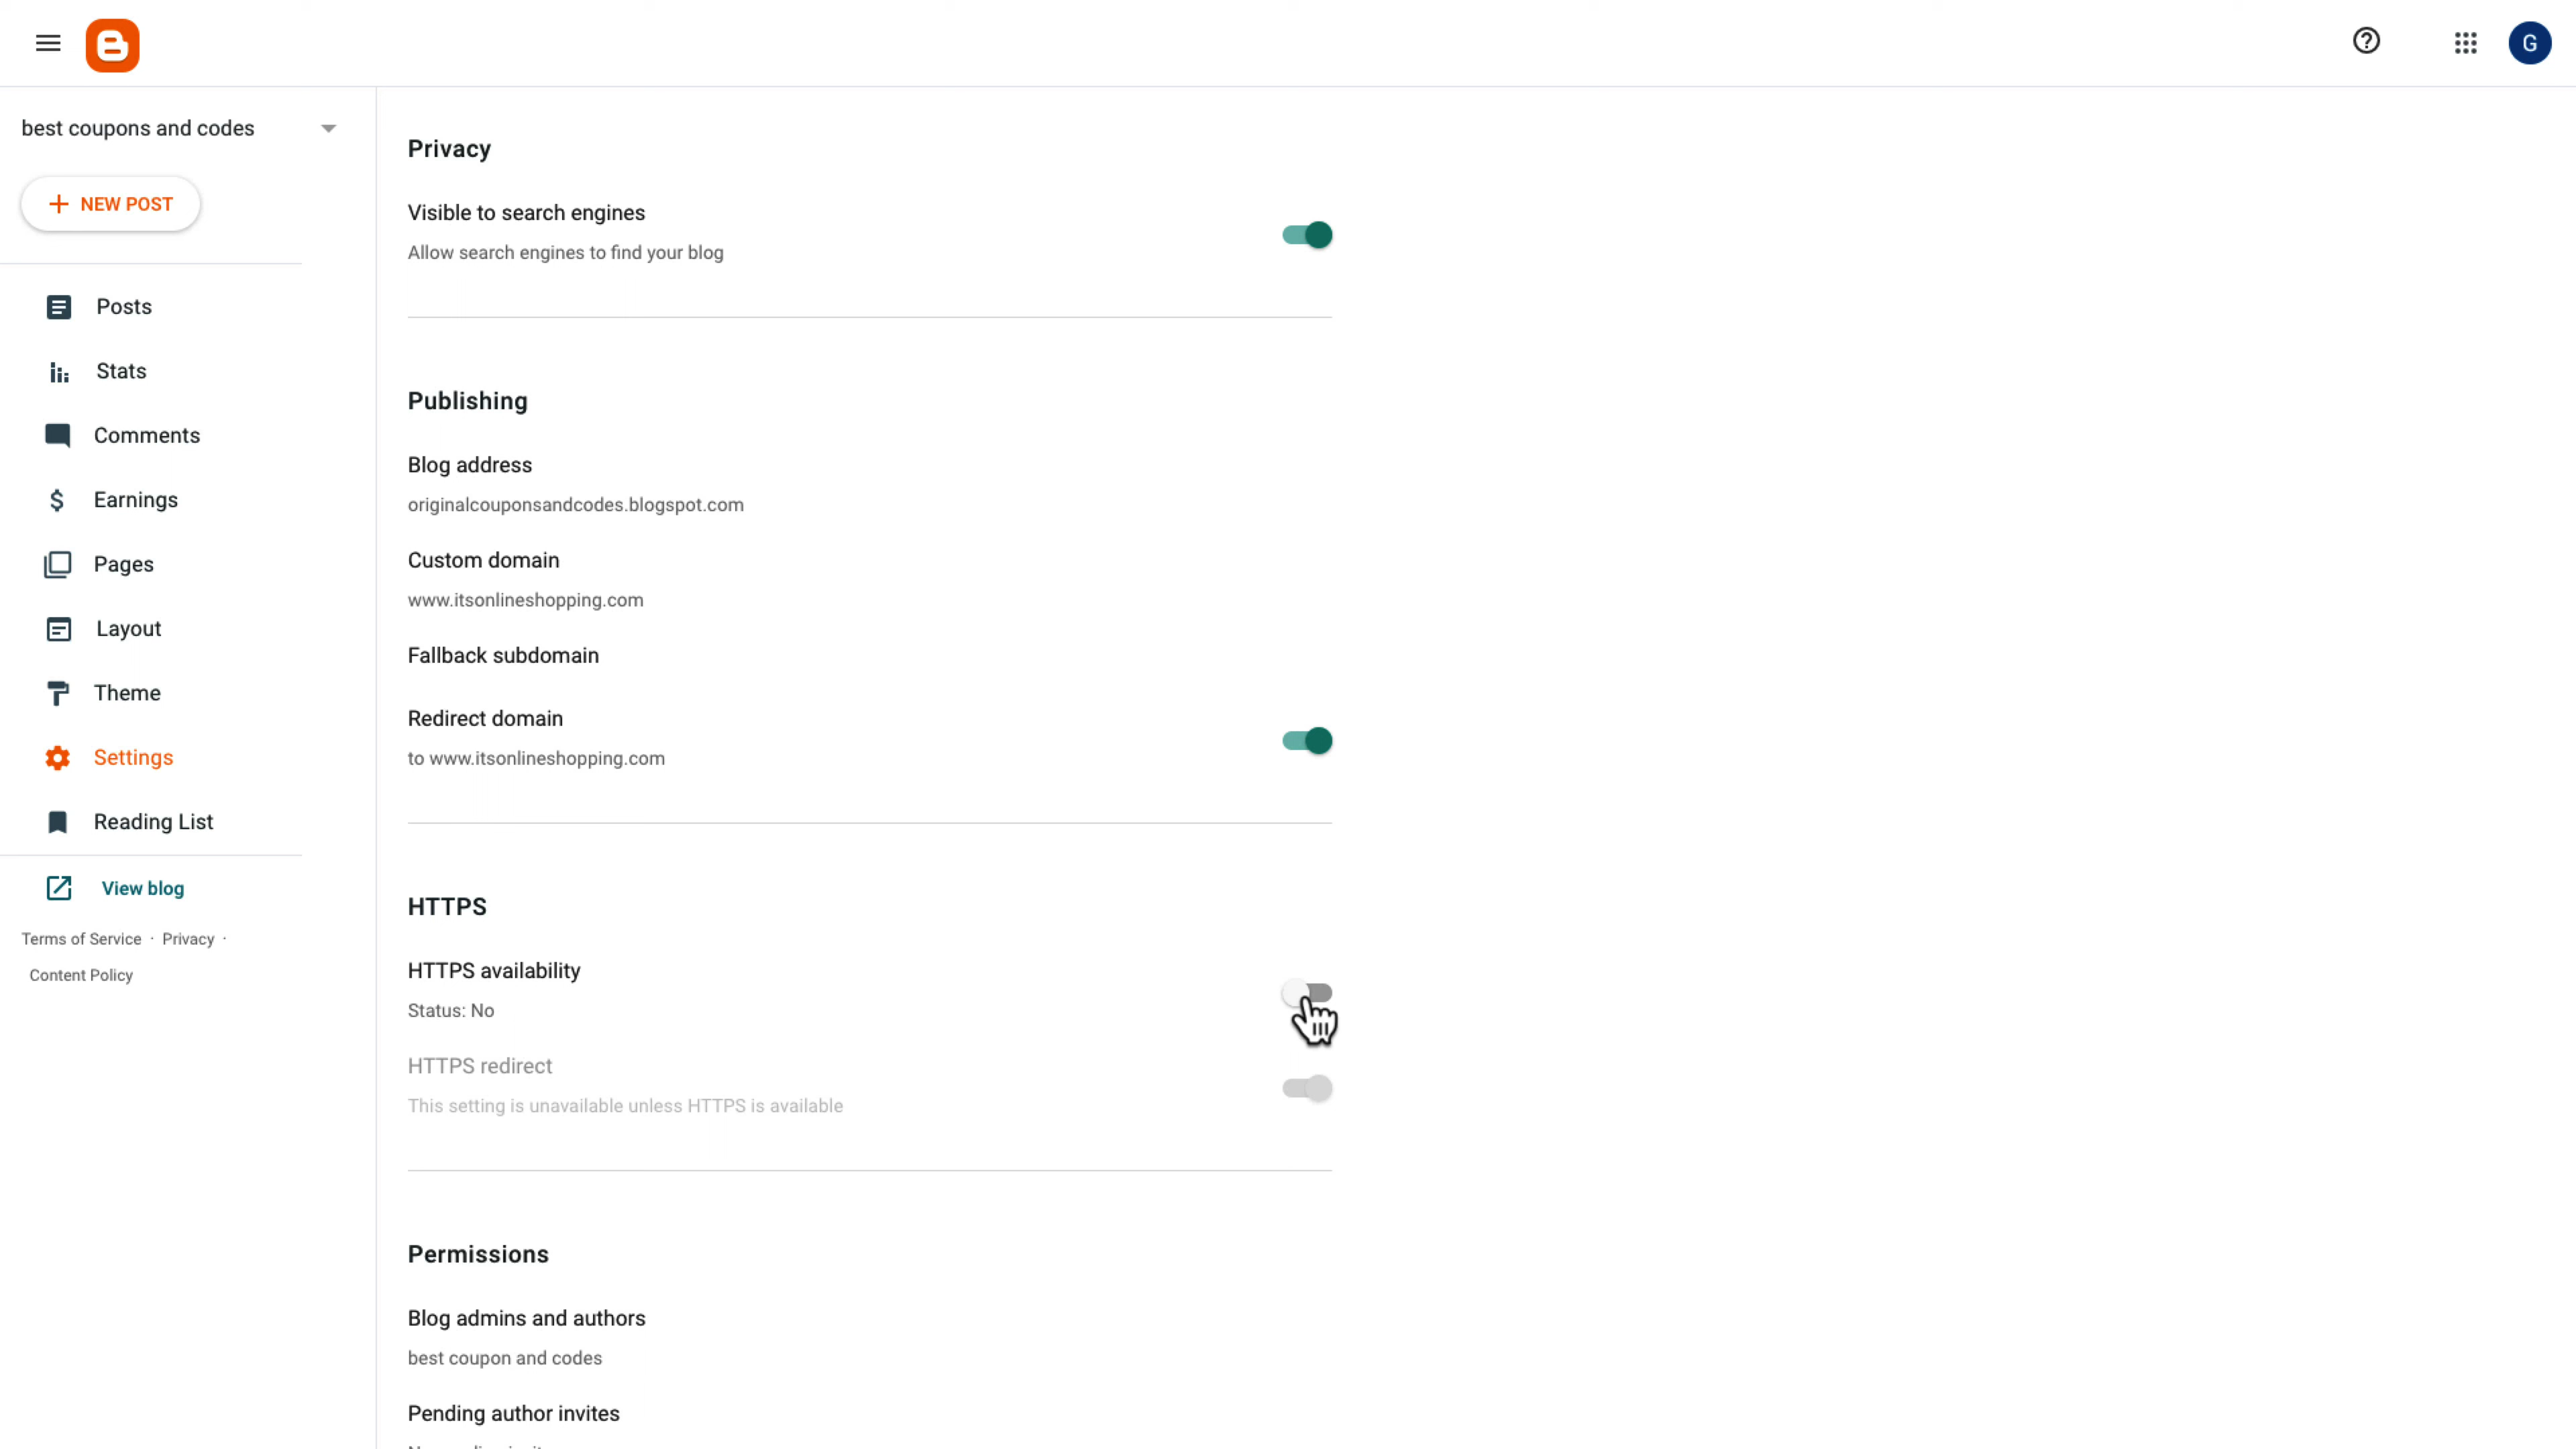 G
best coupons and codes
NEW POST
Posts
Stats
Comments
Earnings
Pages
Layout
Theme
Settings
Reading List
View blog
Terms of Service · Privacy ·
Content Policy
Privacy
Visible to search engines
Allow search engines to find your blog
Publishing
Blog address
originalcouponsandcodes.blogspot.com
Custom domain
www.itsonlineshopping.com
Fallback subdomain
Redirect domain
to www.itsonlineshopping.com
HTTPS
HTTPS availability
Status: No
HTTPS redirect
This setting is unavailable unless HTTPS is available
Permissions
Blog admins and authors
best coupon and codes
Pending author invites